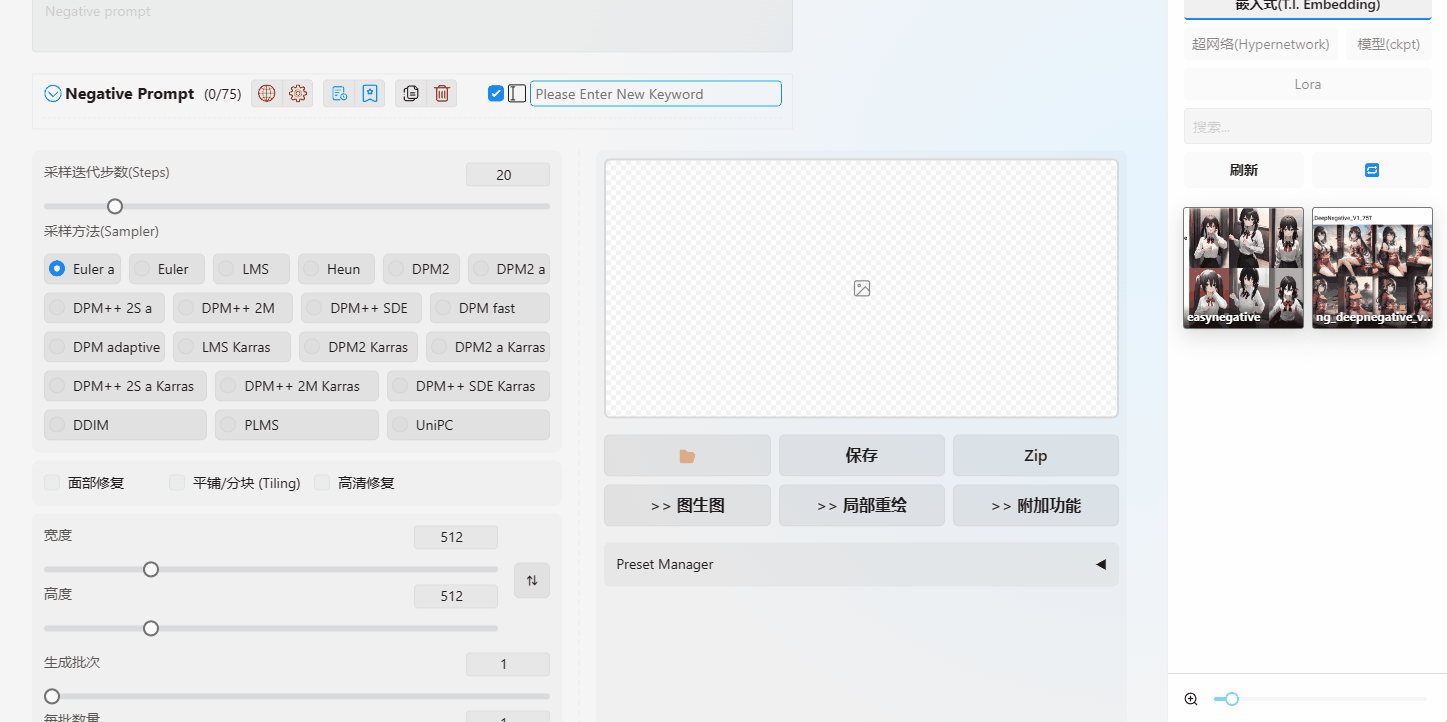 Negative prompt
Negative Prompt (0/75)
Please Enter New Keyword
采样迭代步数(Steps)
20
采样方法(Sampler)
Euler a
Euler
LMS
Heun
DPM2
DPM2 a
DPM++ 2S a
DPM++ 2M
DPM++ SDE
DPM fast
DPM adaptive
LMS Karras
DPM2 Karras
DPM2 a Karras
DPM++ 2S a Karras
DPM++ 2M Karras
DPM++ SDE Karras
DDIM
PLMS
UniPC
面部修复
平铺/分块 (Tiling)
高清修复
宽度
512
高度
512
生成批次
1
每批数量
1
保存
Zip
>> 图生图
>> 局部重绘
>> 附加功能
Preset Manager
嵌入式(T.I. Embedding)
超网络(Hypernetwork)
模型(ckpt)
Lora
搜索...
刷新
easynegative
DeepNegative_V1_75T
ng_deepnegative_v...